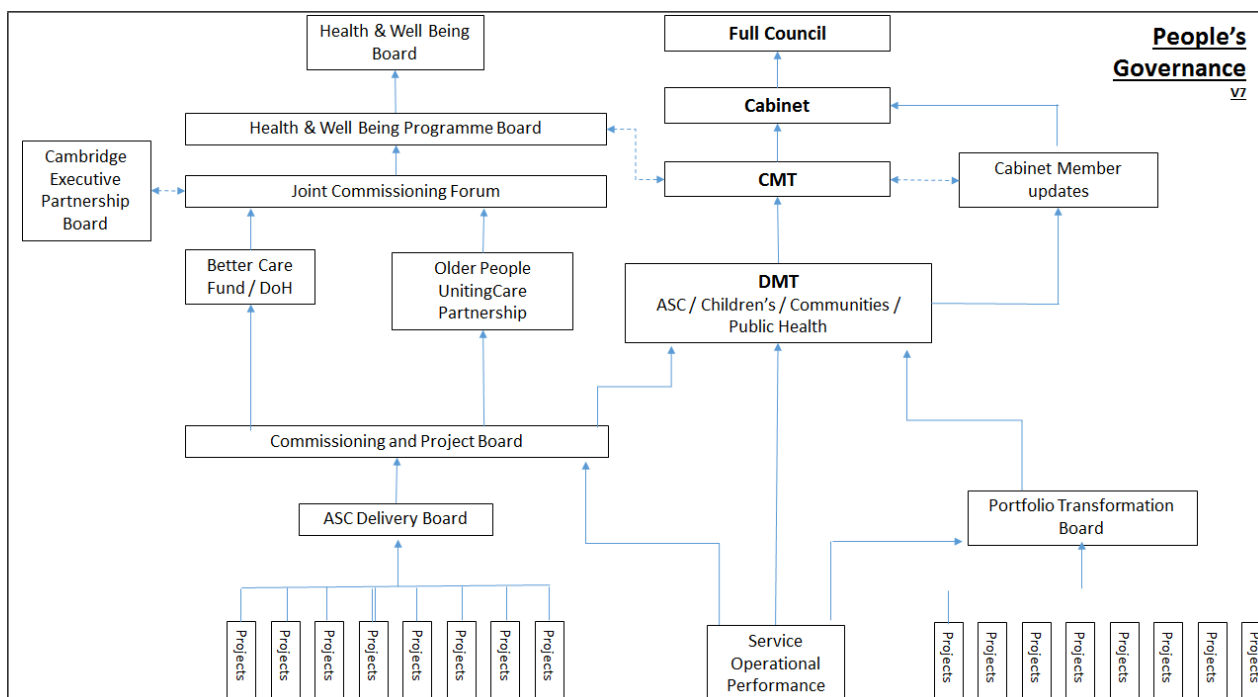 Health & Well Being
Board
Full Council
People's
Governance
V7
Cabinet
Health & Well Being Programme Board
Cambridge
Executive
Partnership
Board
Joint Commissioning Forum
CMT
Cabinet Member
updates
Better Care
Fund / DoH
Older People
UnitingCare
Partnership
DMT
ASC / Children's / Communities /
Public Health
Commissioning and Project Board
ASC Delivery Board
Portfolio Transformation
Board
Projects
Projects
Projects
Projects
Projects
Projects
Projects
Projects
Service
Operational
Performance
Projects
Projects
Projects
Projects
Projects
Projects
Projects
Projects